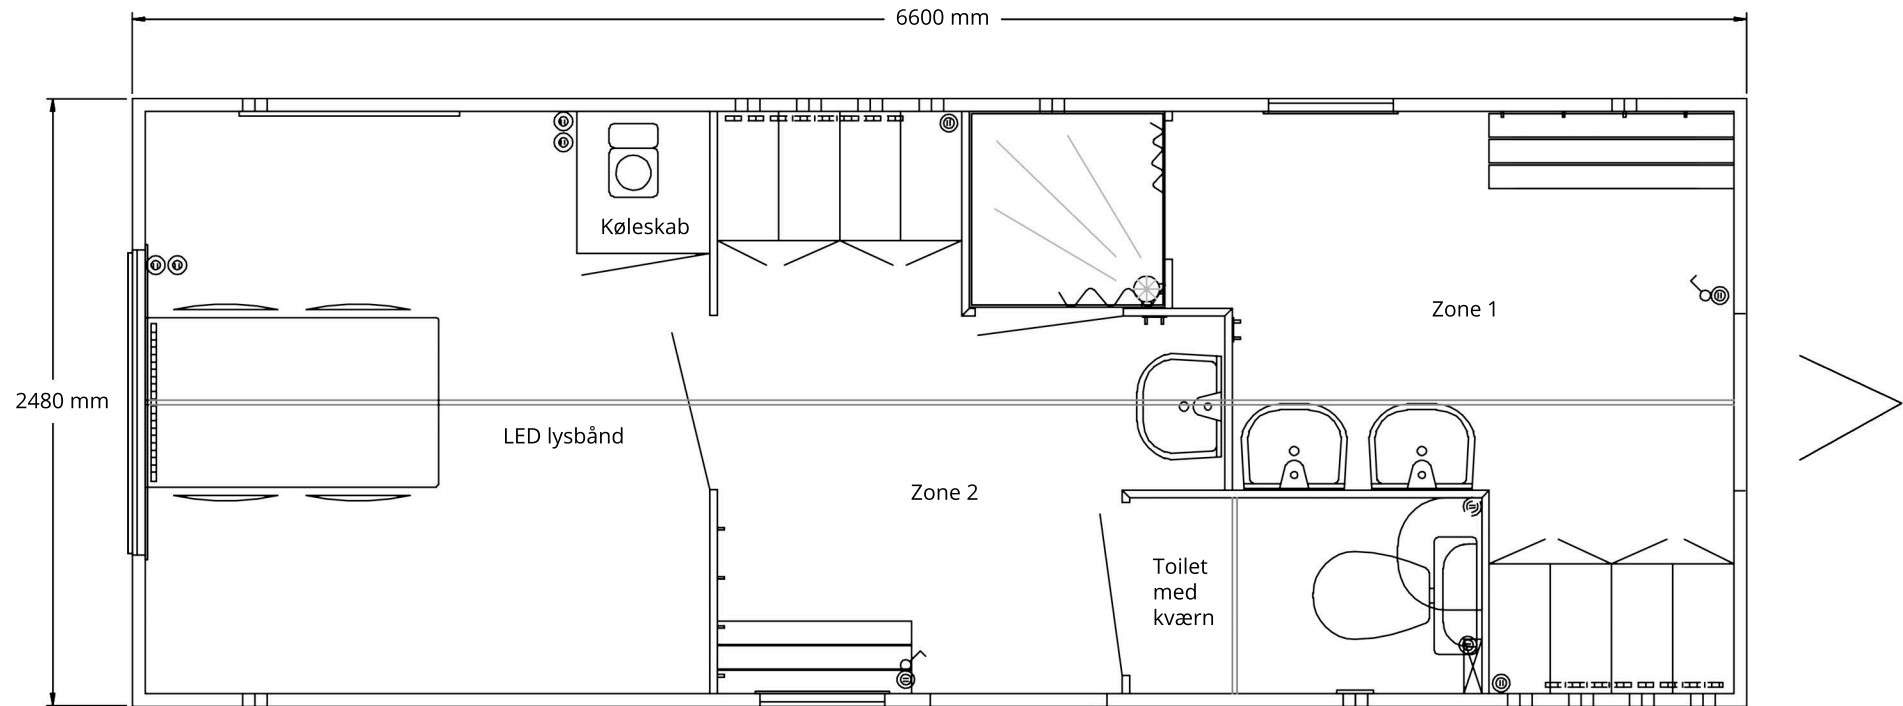 6600 mm
Køleskab
Zone 1
2480 mm
LED lysbånd
Zone 2
Toilet
med
kværn